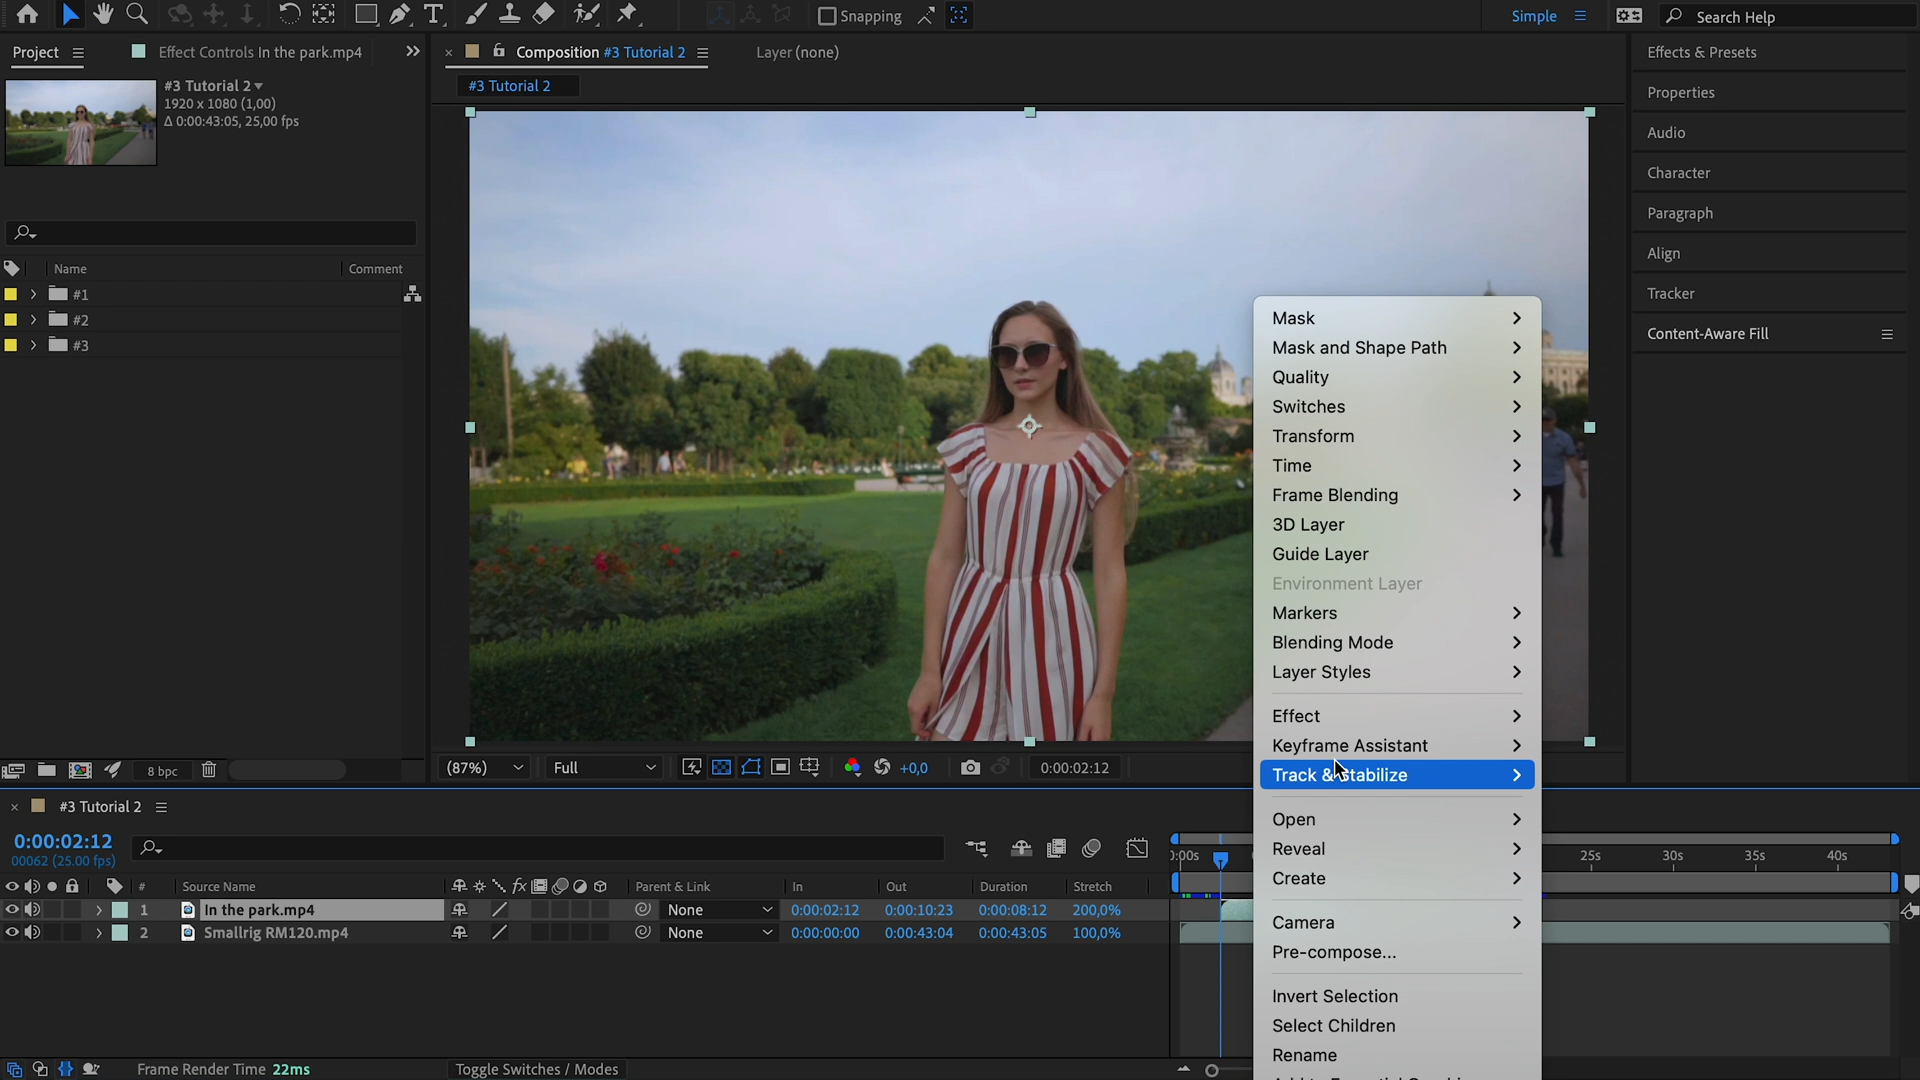 Snapping
Simple
Search Help
Project
Effect Controls In the park.mp4
Composition #3 Tutorial 2
Layer (none)
#3 Tutorial 2
#3 Tutorial 2
1920 x 1080 (1,00)
Δ 0:00:43:05, 25,00 fps
Name
Comment
#1
#2
#3
Effects & Presets
Properties
Audio
Character
Paragraph
Align
Tracker
Content-Aware Fill
Mask
Mask and Shape Path
Quality
Switches
Transform
Time
Frame Blending
3D Layer
Guide Layer
Environment Layer
Markers
Blending Mode
Layer Styles
Effect
Keyframe Assistant
Track & Stabilize
Open
Reveal
Create
Camera
Pre-compose...
Invert Selection
Select Children
Rename
8 bpc
(87%)
Full
+0,0
0:00:02:12
#3 Tutorial 2
0:00:02:12
00062 (25.00 fps)
25s 30s 35s 40s
# Source Name fx Parent & Link In Out Duration Stretch
1 In the park.mp4 None 0:00:02:12 0:00:10:23 0:00:08:12 200,0%
2 Smallrig RM120.mp4 None 0:00:00:00 0:00:43:04 0:00:43:05 100,0%
Frame Render Time 22ms
Toggle Switches / Modes